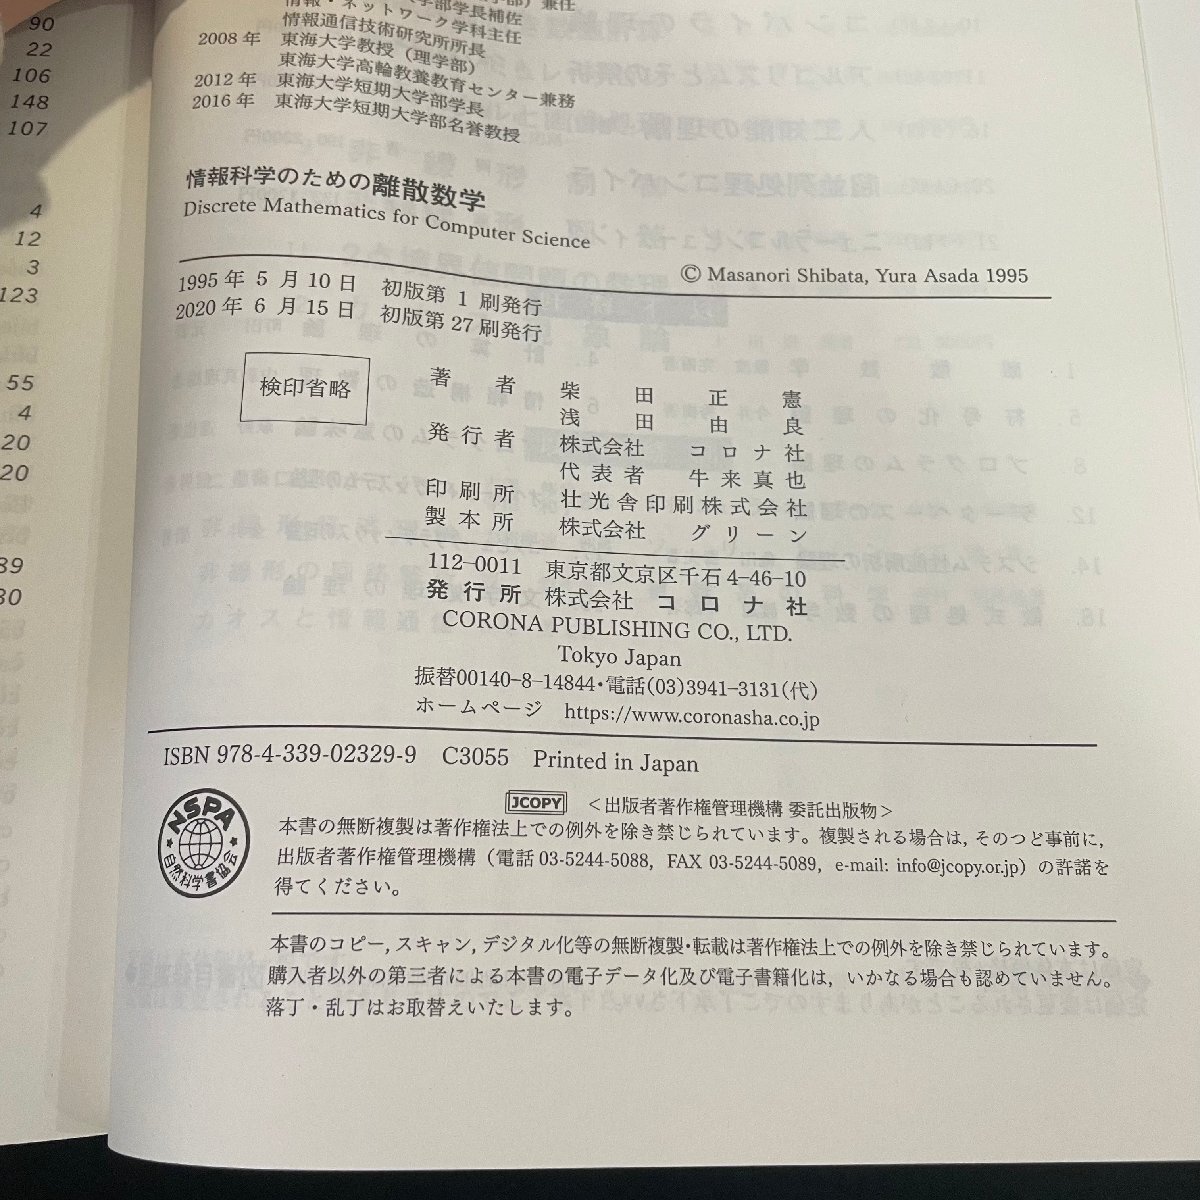 90
22
106
148
107
4
12
3
123
55
4
20
20
39
30
学部学長補佐
情報・ネットワーク学科主任
情報通信技術研究所所長
2008年 東海大学教授（理学部）
東海大学高輪教養教育センター兼務
2012年 東海大学短期大学部学長
2016年 東海大学短期大学部名誉教授
情報科学のための離散数学
Discrete Mathematics for Computer Science
© Masanori Shibata, Yura Asada 1995
1995年 5 月 10 日 初版第 1 刷発行
2020年 6 月 15 日 初版第 27 刷発行
検印省略
著者 柴田正憲
浅田由良
発行者 株式会社 コロナ社
代表者 牛来真也
印刷所 壮光舎印刷株式会社
製本所 株式会社 グリーン
112-0011 東京都文京区千石 4-46-10
発行所 株式会社 コロナ社
CORONA PUBLISHING CO., LTD.
Tokyo Japan
振替00140-8-14844・電話(03)3941-3131(代)
ホームページ https://www.coronasha.co.jp
ISBN 978-4-339-02329-9 C3055 Printed in Japan
NSPA
自然科学書協会
JCOPY ＜出版者著作権管理機構 委託出版物＞
本書の無断複製は著作権法上での例外を除き禁じられています。複製される場合は，そのつど事前に，
出版者著作権管理機構（電話 03-5244-5088，FAX 03-5244-5089，e-mail: info@jcopy.or.jp）の許諾を
得てください。
本書のコピー，スキャン，デジタル化等の無断複製・転載は著作権法上での例外を除き禁じられています。
購入者以外の第三者による本書の電子データ化及び電子書籍化は，いかなる場合も認めていません。
落丁・乱丁はお取替えいたします。